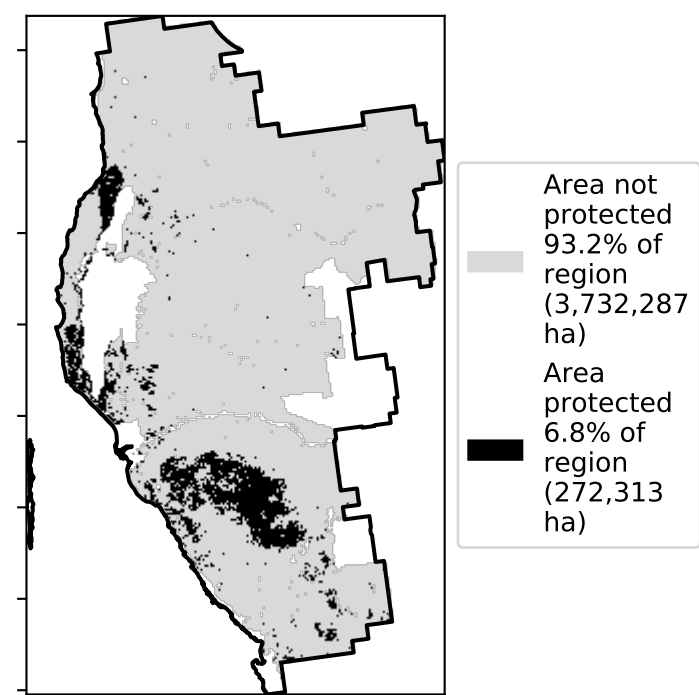 Area not
protected
93.2% of
region
(3,732,287
ha)
Area
protected
6.8% of
region
(272,313
ha)